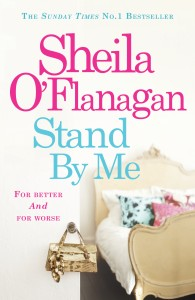 THE SUNDAY TIMES NO.1 BESTSELLER
Sheila
O'Flanagan
Stand
By Me
FOR BETTER
And
FOR WORSE